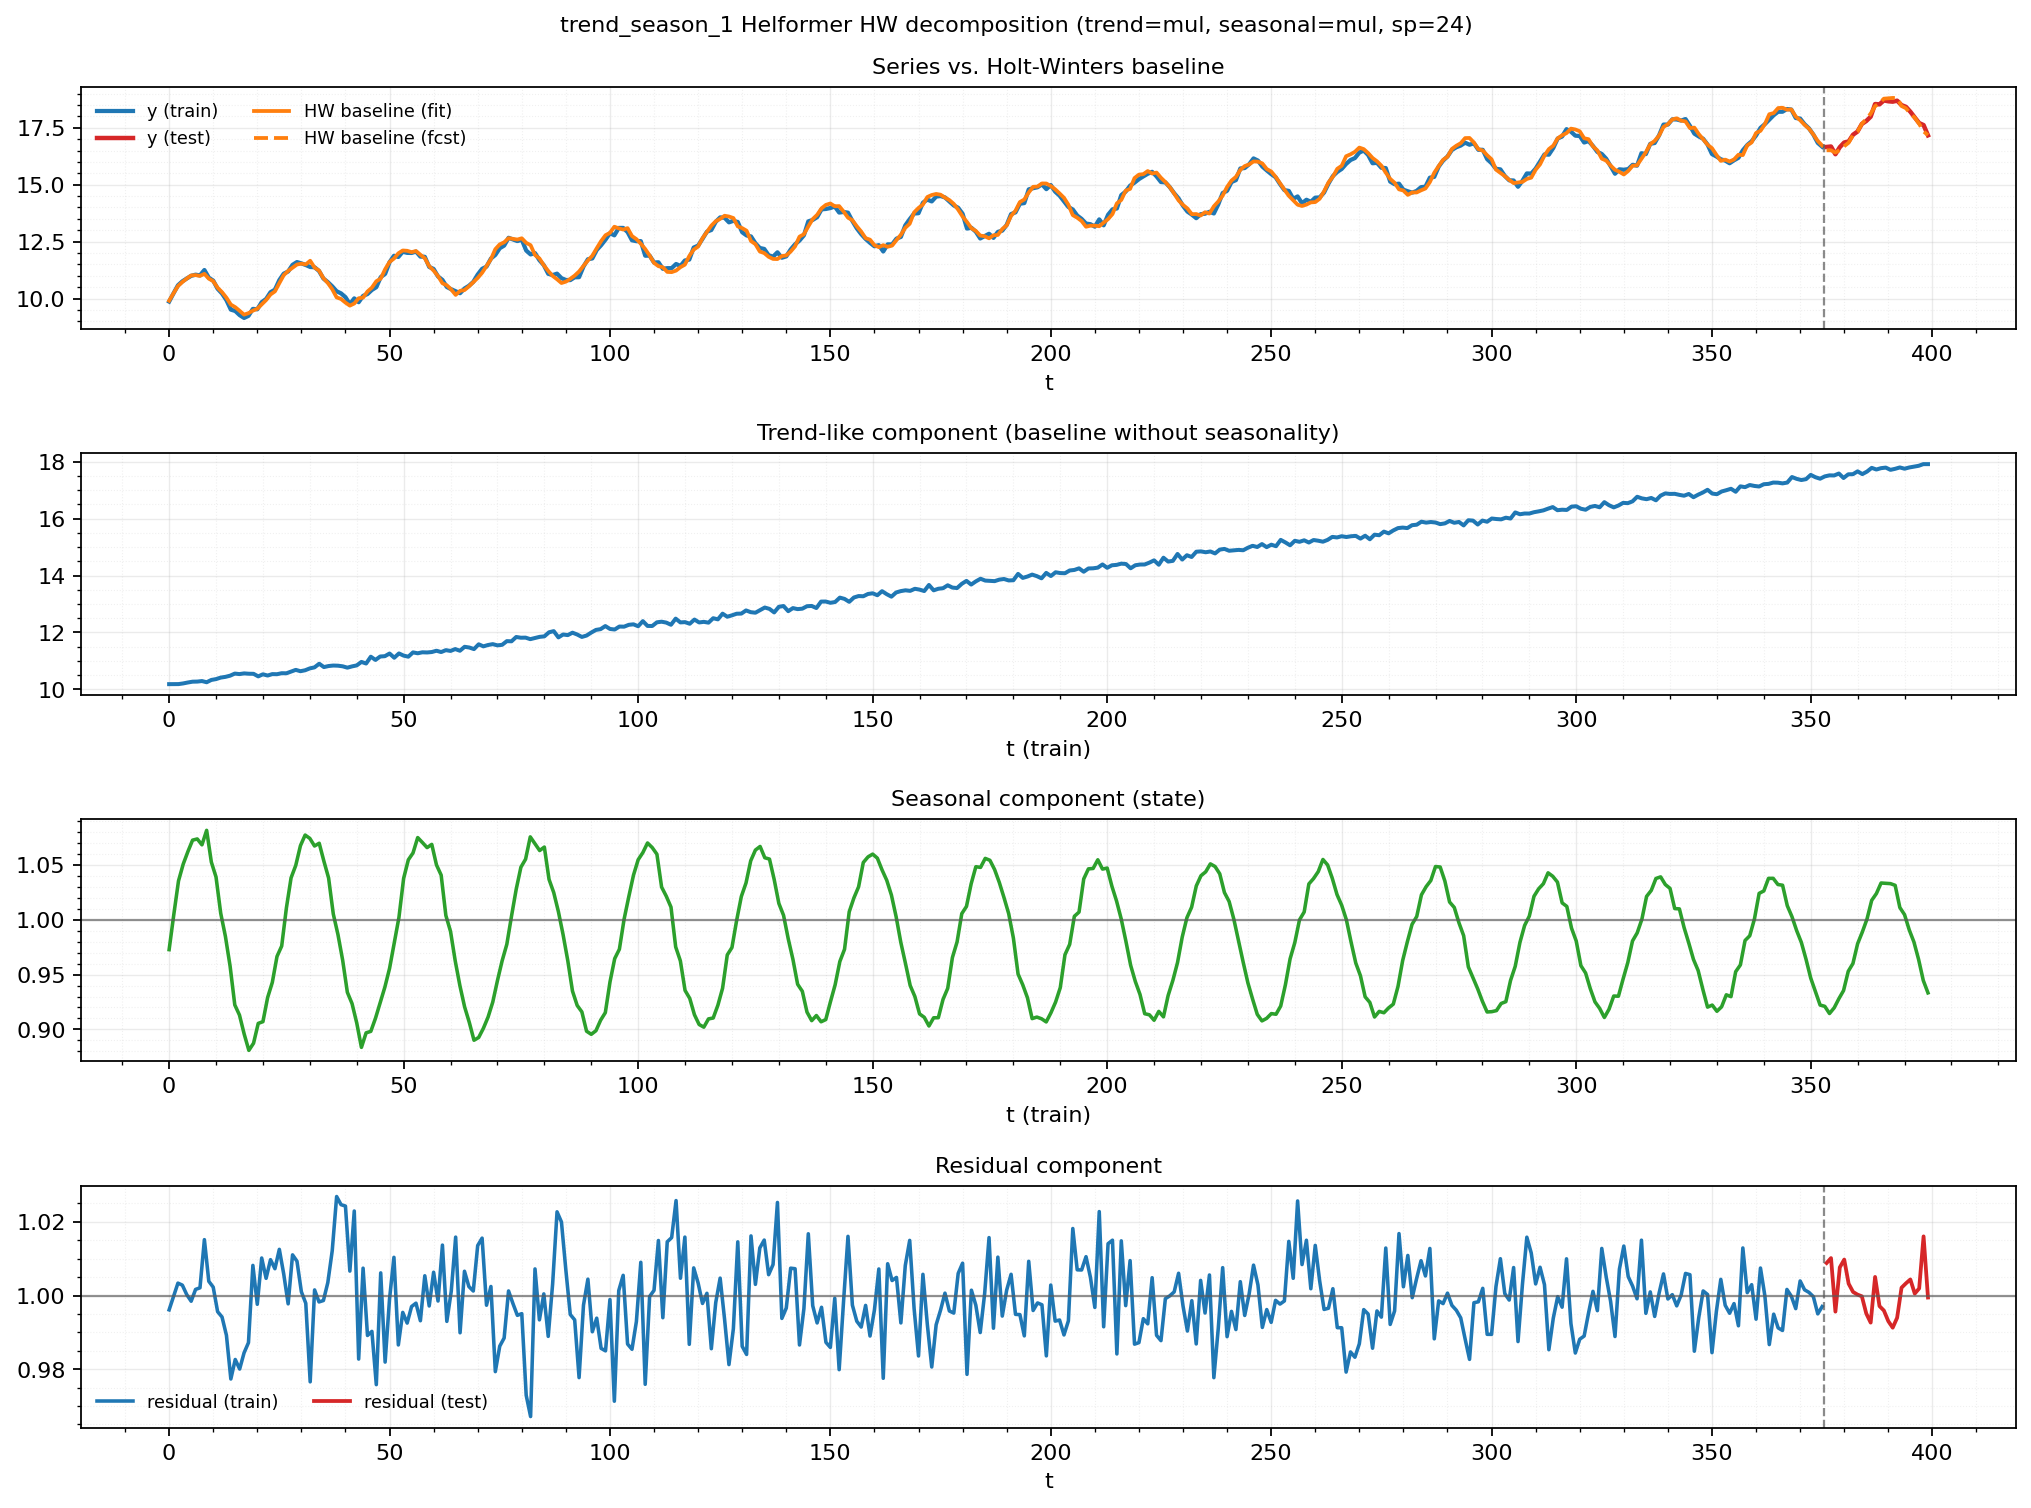 trend_season_1 Helformer HW decomposition (trend=mul, seasonal=mul, sp=24)
Series vs. Holt-Winters baseline
y (train) HW baseline (fit)
y (test) HW baseline (fcst)
17.5
15.0
12.5
10.0
0 50 100 150 200 250 300 350 400
t
Trend-like component (baseline without seasonality)
18
16
14
12
10
0 50 100 150 200 250 300 350
t (train)
Seasonal component (state)
1.05
1.00
0.95
0.90
0 50 100 150 200 250 300 350
t (train)
Residual component
1.02
1.00
0.98
residual (train) residual (test)
0 50 100 150 200 250 300 350 400
t